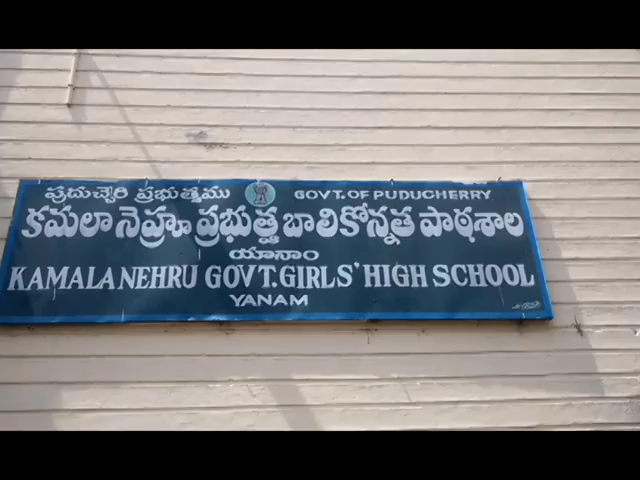 పుదుచ్చేరి ప్రభుత్వము GOVT. OF PUDUCHERRY
కమలా నెహ్రూ ప్రభుత్వ బాలికోన్నత పాఠశాల
యానాం
KAMALA NEHRU GOVT. GIRLS' HIGH SCHOOL
YANAM